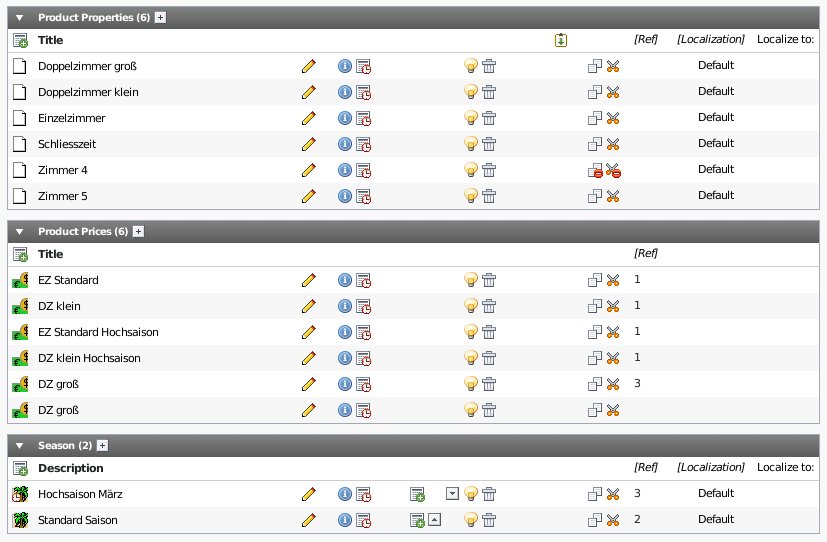 Product Properties (6)
Title [Ref] [Localization] Localize to:
Doppelzimmer groß Default
Doppelzimmer klein Default
Einzelzimmer Default
Schliesszeit Default
Zimmer 4 Default
Zimmer 5 Default
Product Prices (6)
Title [Ref]
EZ Standard 1
DZ klein 1
EZ Standard Hochsaison 1
DZ klein Hochsaison 1
DZ groß 3
DZ groß
Season (2)
Description [Ref] [Localization] Localize to:
Hochsaison März 3 Default
Standard Saison 2 Default